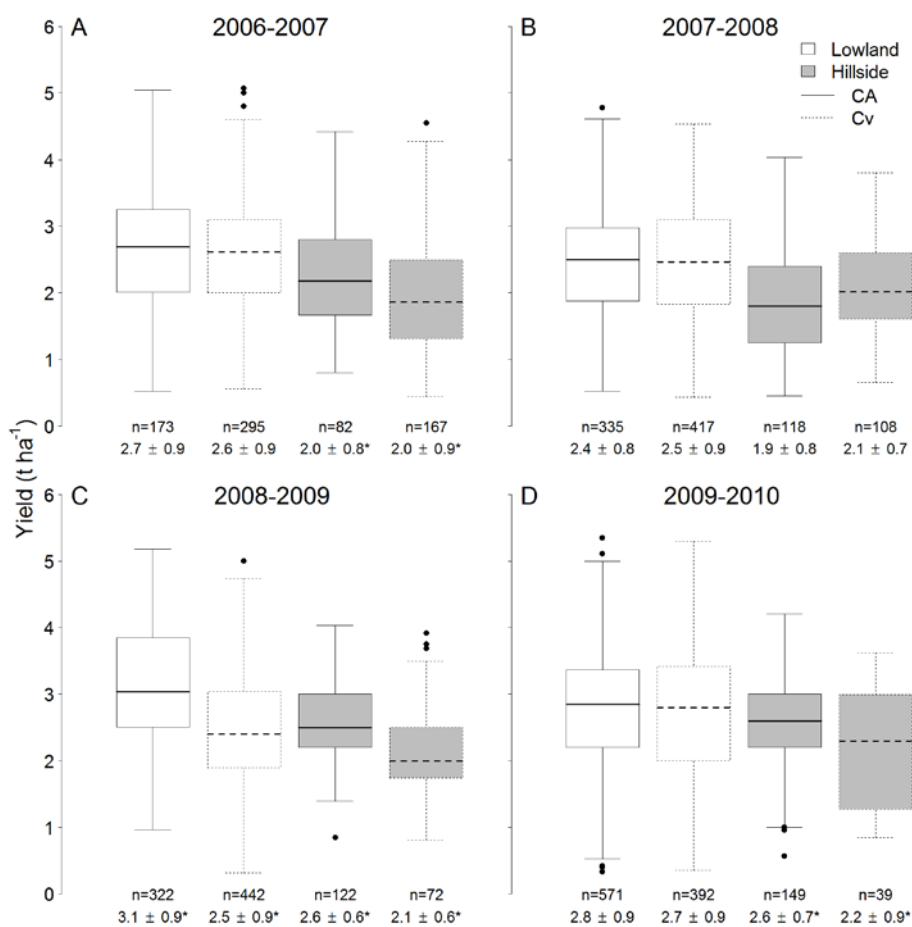 A 2006-2007
B 2007-2008
Lowland
Hillside
CA
Cv
6
5
4
3
2
1
0
n=173 n=295 n=82 n=167
2.7 ± 0.9 2.6 ± 0.9 2.0 ± 0.8* 2.0 ± 0.9*
n=335 n=417 n=118 n=108
2.4 ± 0.8 2.5 ± 0.9 1.9 ± 0.8 2.1 ± 0.7
Yield (t ha⁻¹)
C 2008-2009
D 2009-2010
6
5
4
3
2
1
0
n=322 n=442 n=122 n=72
3.1 ± 0.9* 2.5 ± 0.9* 2.6 ± 0.6* 2.1 ± 0.6*
n=571 n=392 n=149 n=39
2.8 ± 0.9 2.7 ± 0.9 2.6 ± 0.7* 2.2 ± 0.9*